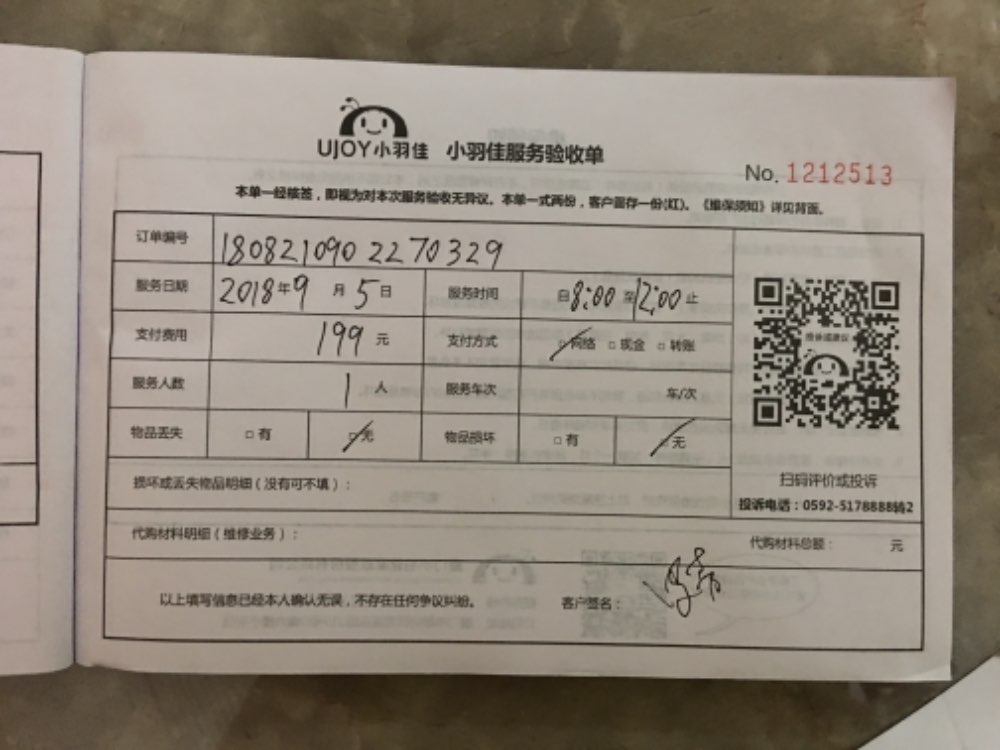 UJOY小羽佳 小羽佳服务验收单
No. 1212513
本单一经核签，即视为对本次服务验收无异议。本单一式两份，客户留存一份(红)。《维保须知》详见背面。
订单编号 180821090 2270329
服务日期 2018年9月5日 服务时间 自8:00至12:00止
支付费用 199元 支付方式 □网络 □现金 □转账
服务人数 1人 服务车次 车/次
物品丢失 □有 □无 物品损坏 □有 □无
损坏或丢失物品明细（没有可不填）：
扫码评价或投诉
投诉电话：0592-5178888转2
代购材料明细（维修业务）： 代购材料总额： 元
以上填写信息已经本人确认无误，不存在任何争议纠纷。 客户签名：